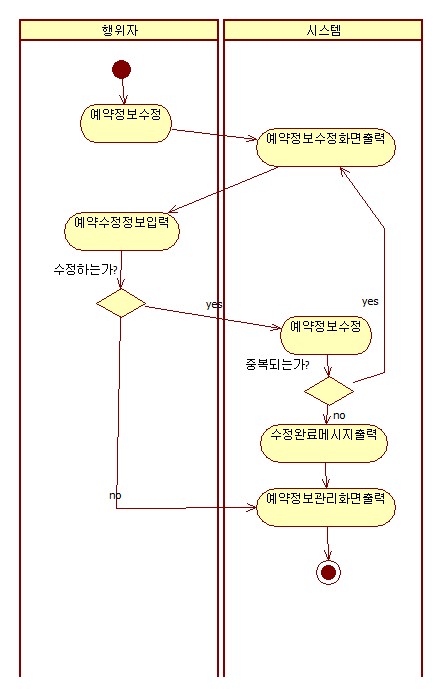 행위자
시스템
예약정보수정
예약정보수정화면출력
예약수정정보입력
수정하는가?
yes
yes
예약정보수정
중복되는가?
no
수정완료메시지출력
no
예약정보관리화면출력